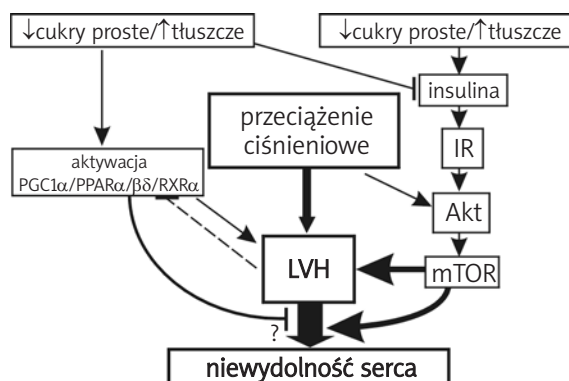 ↓cukry proste/↑tłuszcze
↓cukry proste/↑tłuszcze
insulina
przeciążenie
ciśnieniowe
IR
aktywacja
PGC1α/PPARα/βδ/RXRα
Akt
LVH
mTOR
?
niewydolność serca